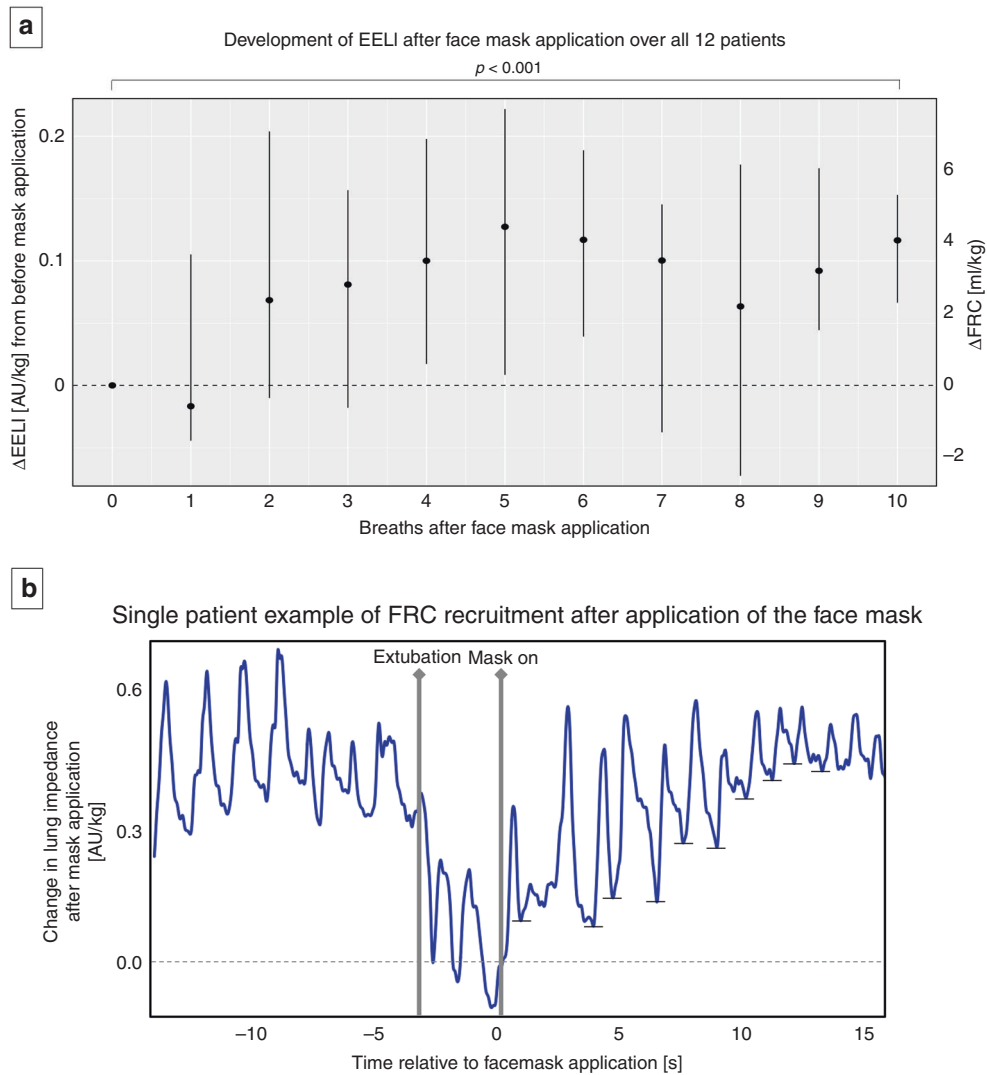 a
Development of EELI after face mask application over all 12 patients
p < 0.001
ΔEELI [AU/kg] from before mask application
0.2
0.1
0
6
4
2
0
–2
ΔFRC [ml/kg]
0 1 2 3 4 5 6 7 8 9 10
Breaths after face mask application
b
Single patient example of FRC recruitment after application of the face mask
Extubation Mask on
Change in lung impedance
after mask application
[AU/kg]
0.6
0.3
0.0
–10 –5 0 5 10 15
Time relative to facemask application [s]